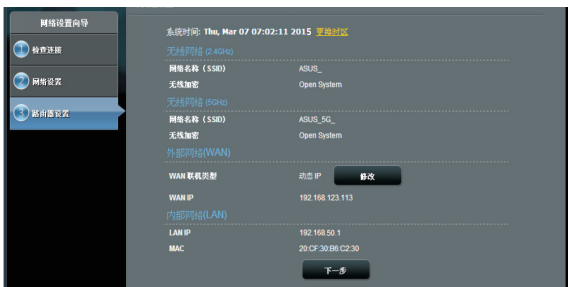 网络设置向导
1 检查连接
2 网络设置
3 路由器设置
系统时间: Thu, Mar 07 07:02:11 2015 更换时区
无线网络 (2.4GHz)
网络名称（SSID） ASUS_
无线加密 Open System
无线网络 (5GHz)
网络名称（SSID） ASUS_5G_
无线加密 Open System
外部网络(WAN)
WAN 联机类型 动态 IP 修改
WAN IP 192.168.123.113
内部网络(LAN)
LAN IP 192.168.50.1
MAC 20:CF:30:B6:C2:30
下一步